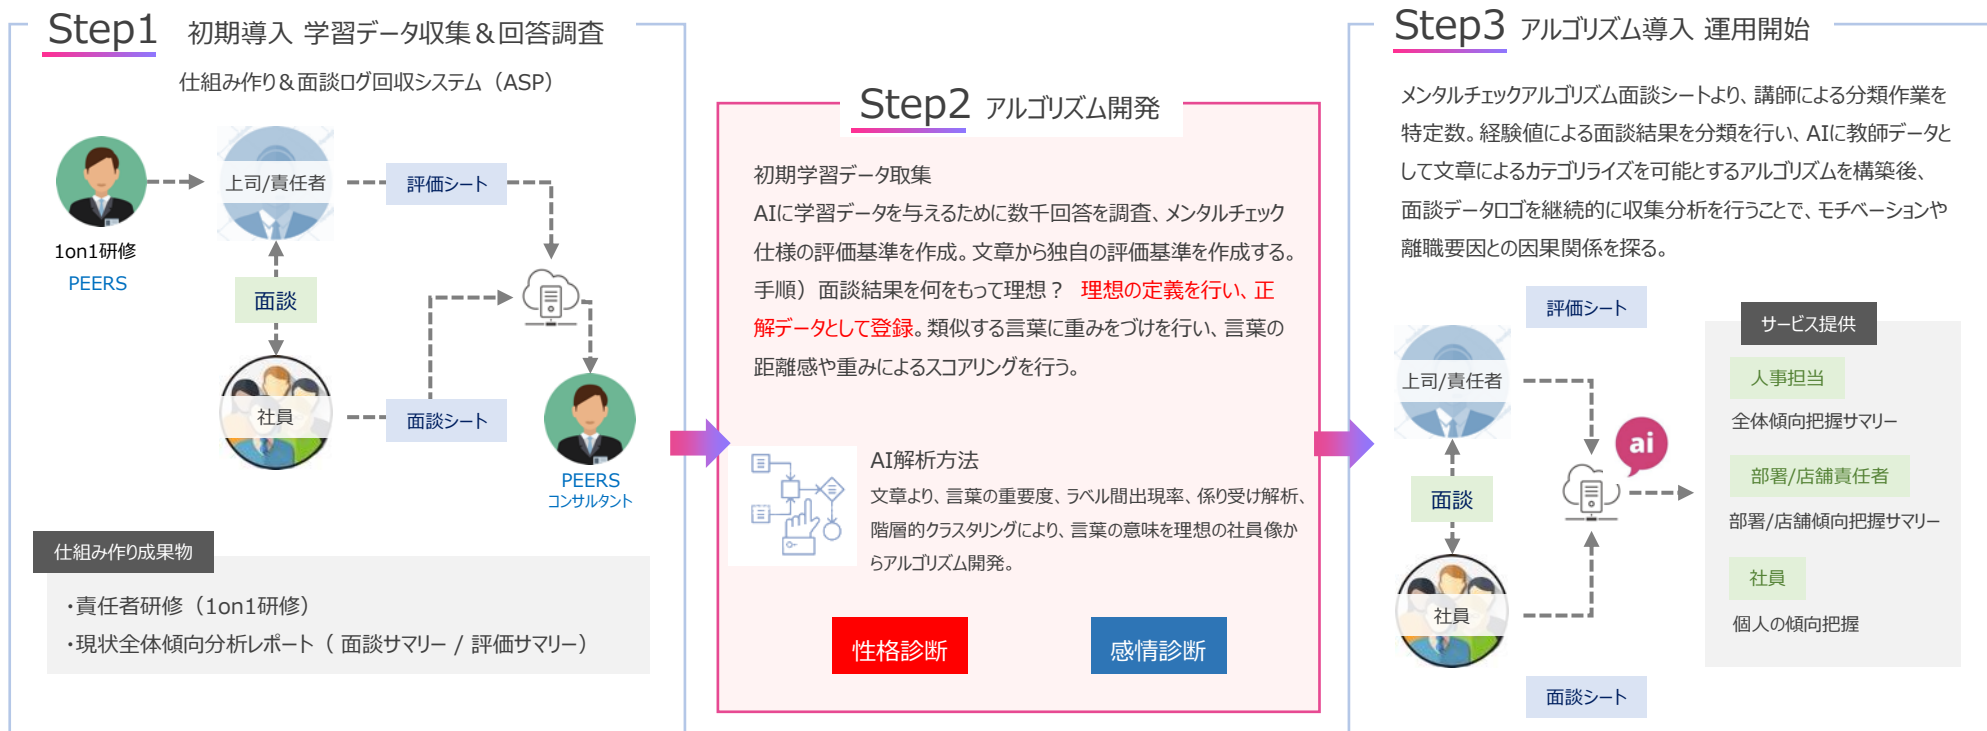 Step1 初期導入 学習データ収集＆回答調査
仕組み作り＆面談ログ回収システム（ASP）
1on1研修
PEERS
上司/責任者
評価シート
面談
社員
面談シート
PEERS
コンサルタント
仕組み作り成果物
・責任者研修（1on1研修）
・現状全体傾向分析レポート（ 面談サマリー / 評価サマリー）
Step2 アルゴリズム開発
初期学習データ取集
AIに学習データを与えるために数千回答を調査、メンタルチェック
仕様の評価基準を作成。文章から独自の評価基準を作成する。
手順）面談結果を何をもって理想？ 理想の定義を行い、正
解データとして登録。類似する言葉に重みをづけを行い、言葉の
距離感や重みによるスコアリングを行う。
AI解析方法
文章より、言葉の重要度、ラベル間出現率、係り受け解析、
階層的クラスタリングにより、言葉の意味を理想の社員像か
らアルゴリズム開発。
性格診断
感情診断
Step3 アルゴリズム導入 運用開始
メンタルチェックアルゴリズム面談シートより、講師による分類作業を
特定数。経験値による面談結果を分類を行い、AIに教師データと
して文章によるカテゴリライズを可能とするアルゴリズムを構築後、
面談データロゴを継続的に収集分析を行うことで、モチベーションや
離職要因との因果関係を探る。
評価シート
上司/責任者
面談
社員
面談シート
ai
サービス提供
人事担当
全体傾向把握サマリー
部署/店舗責任者
部署/店舗傾向把握サマリー
社員
個人の傾向把握